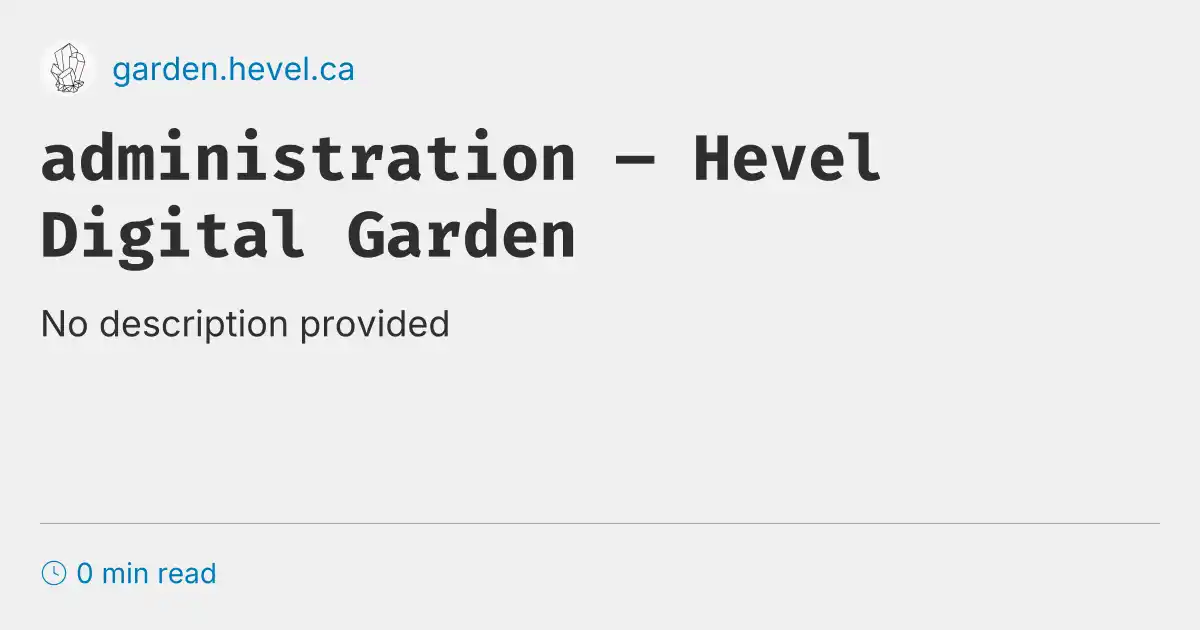 garden.hevel.ca
administration — Hevel
Digital Garden
No description provided
0 min read